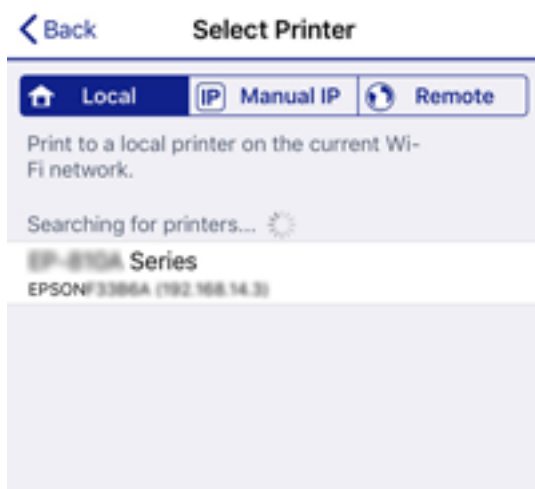 Back
Select Printer
Local
IP Manual IP
Remote
Print to a local printer on the current Wi-
Fi network.
Searching for printers...
Series
EPSON